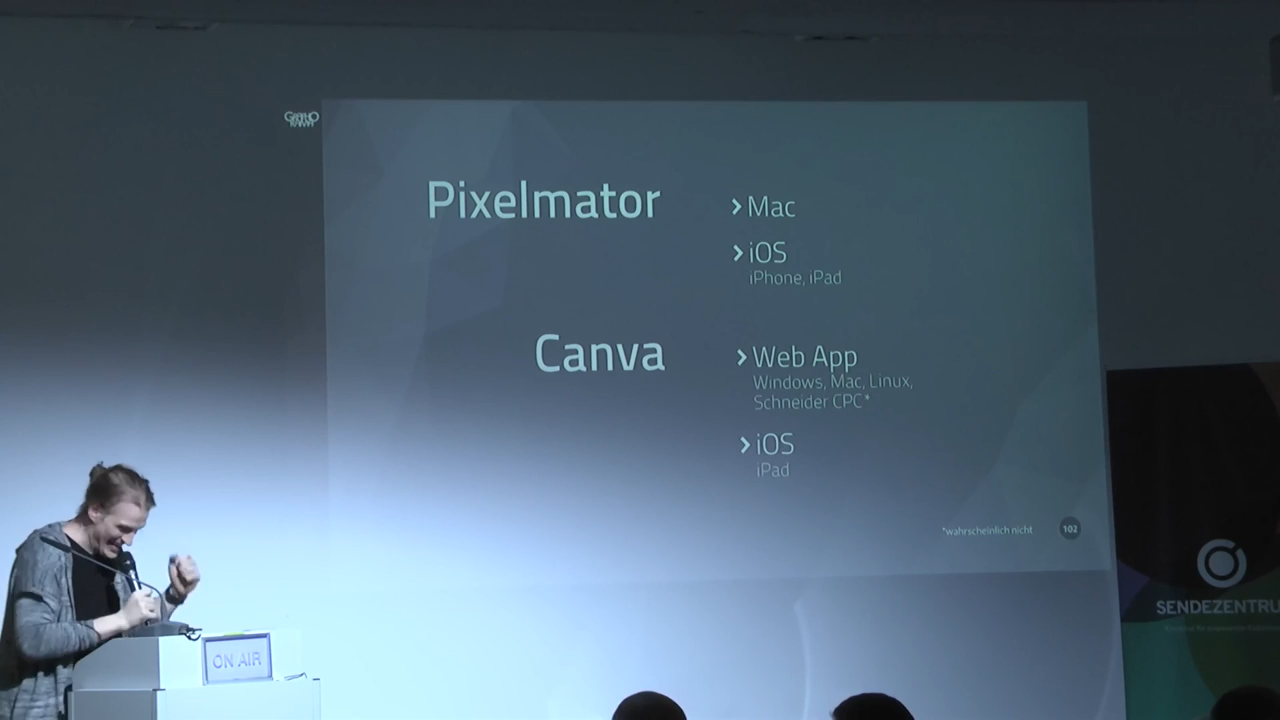 Pixelmator
> Mac
> iOS
iPhone, iPad
Canva
> Web App
Windows, Mac, Linux,
Schneider CPC*
> iOS
iPad
*wahrscheinlich nicht
102
SENDEZENTRU
ON AIR